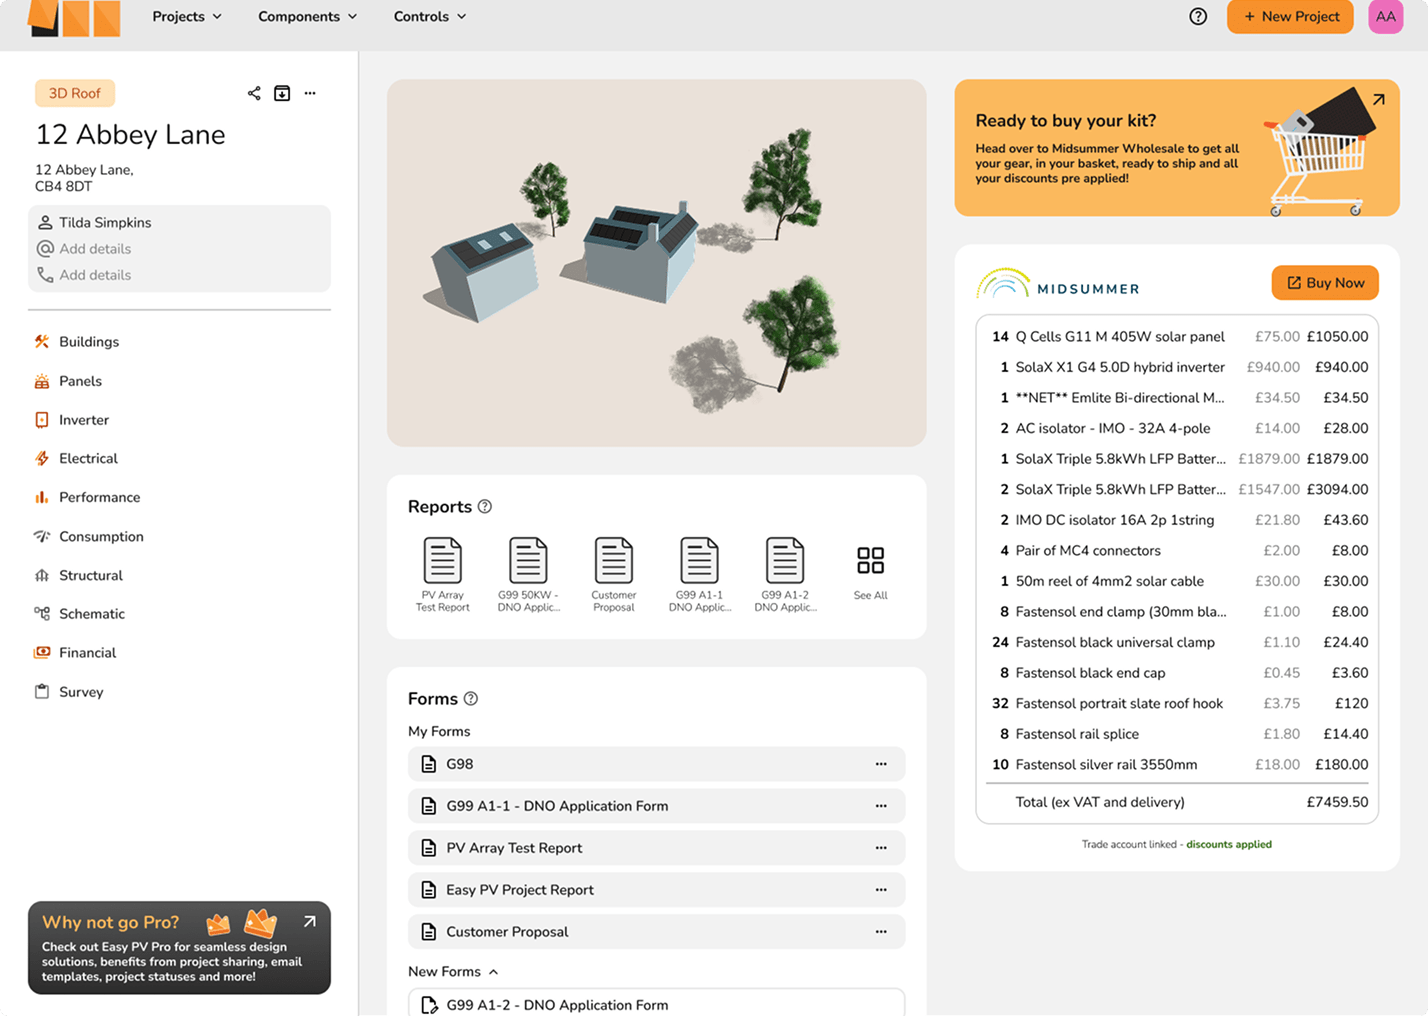 Projects
Components
Controls
+ New Project
AA
3D Roof
12 Abbey Lane
12 Abbey Lane,
CB4 8DT
Tilda Simpkins
Add details
Add details
Buildings
Panels
Inverter
Electrical
Performance
Consumption
Structural
Schematic
Financial
Survey
Why not go Pro?
Check out Easy PV Pro for seamless design
solutions, benefits from project sharing, email
templates, project statuses and more!
Reports
PV Array
Test Report
G99 50KW -
DNO Applic...
Customer
Proposal
G99 A1-1
DNO Applic...
G99 A1-2
DNO Applic...
See All
Forms
My Forms
G98
G99 A1-1 - DNO Application Form
PV Array Test Report
Easy PV Project Report
Customer Proposal
New Forms
G99 A1-2 - DNO Application Form
Ready to buy your kit?
Head over to Midsummer Wholesale to get all
your gear, in your basket, ready to ship and all
your discounts pre applied!
MIDSUMMER
Buy Now
14 Q Cells G11 M 405W solar panel £75.00 £1050.00
1 SolaX X1 G4 5.0D hybrid inverter £940.00 £940.00
1 **NET** Emlite Bi-directional M... £34.50 £34.50
2 AC isolator - IMO - 32A 4-pole £14.00 £28.00
1 SolaX Triple 5.8kWh LFP Batter... £1879.00 £1879.00
2 SolaX Triple 5.8kWh LFP Batter... £1547.00 £3094.00
2 IMO DC isolator 16A 2p 1string £21.80 £43.60
4 Pair of MC4 connectors £2.00 £8.00
1 50m reel of 4mm2 solar cable £30.00 £30.00
8 Fastensol end clamp (30mm bla... £1.00 £8.00
24 Fastensol black universal clamp £1.10 £24.40
8 Fastensol black end cap £0.45 £3.60
32 Fastensol portrait slate roof hook £3.75 £120
8 Fastensol rail splice £1.80 £14.40
10 Fastensol silver rail 3550mm £18.00 £180.00
Total (ex VAT and delivery) £7459.50
Trade account linked - discounts applied